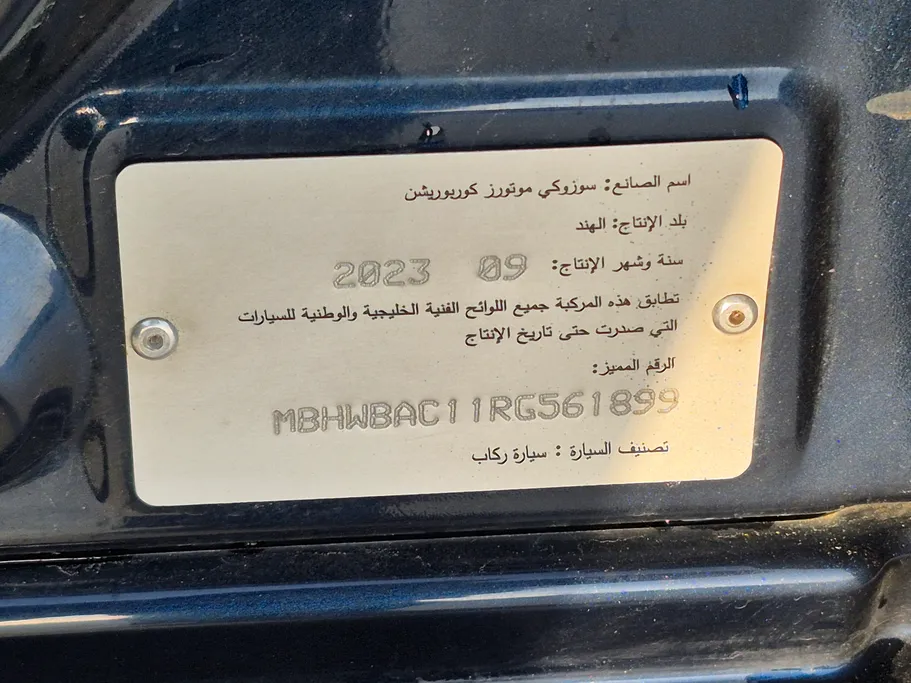 اسم الصانع: سوزوكي موتورز كوربوريشن
بلد الإنتاج: الهند
سنة وشهر الإنتاج: 09 2023
تطابق هذه المركبة جميع اللوائح الفنية الخليجية والوطنية للسيارات
التي صدرت حتى تاريخ الإنتاج
الرقم المميز:
MBHWBAC11RG561899
تصنيف السيارة : سيارة ركاب